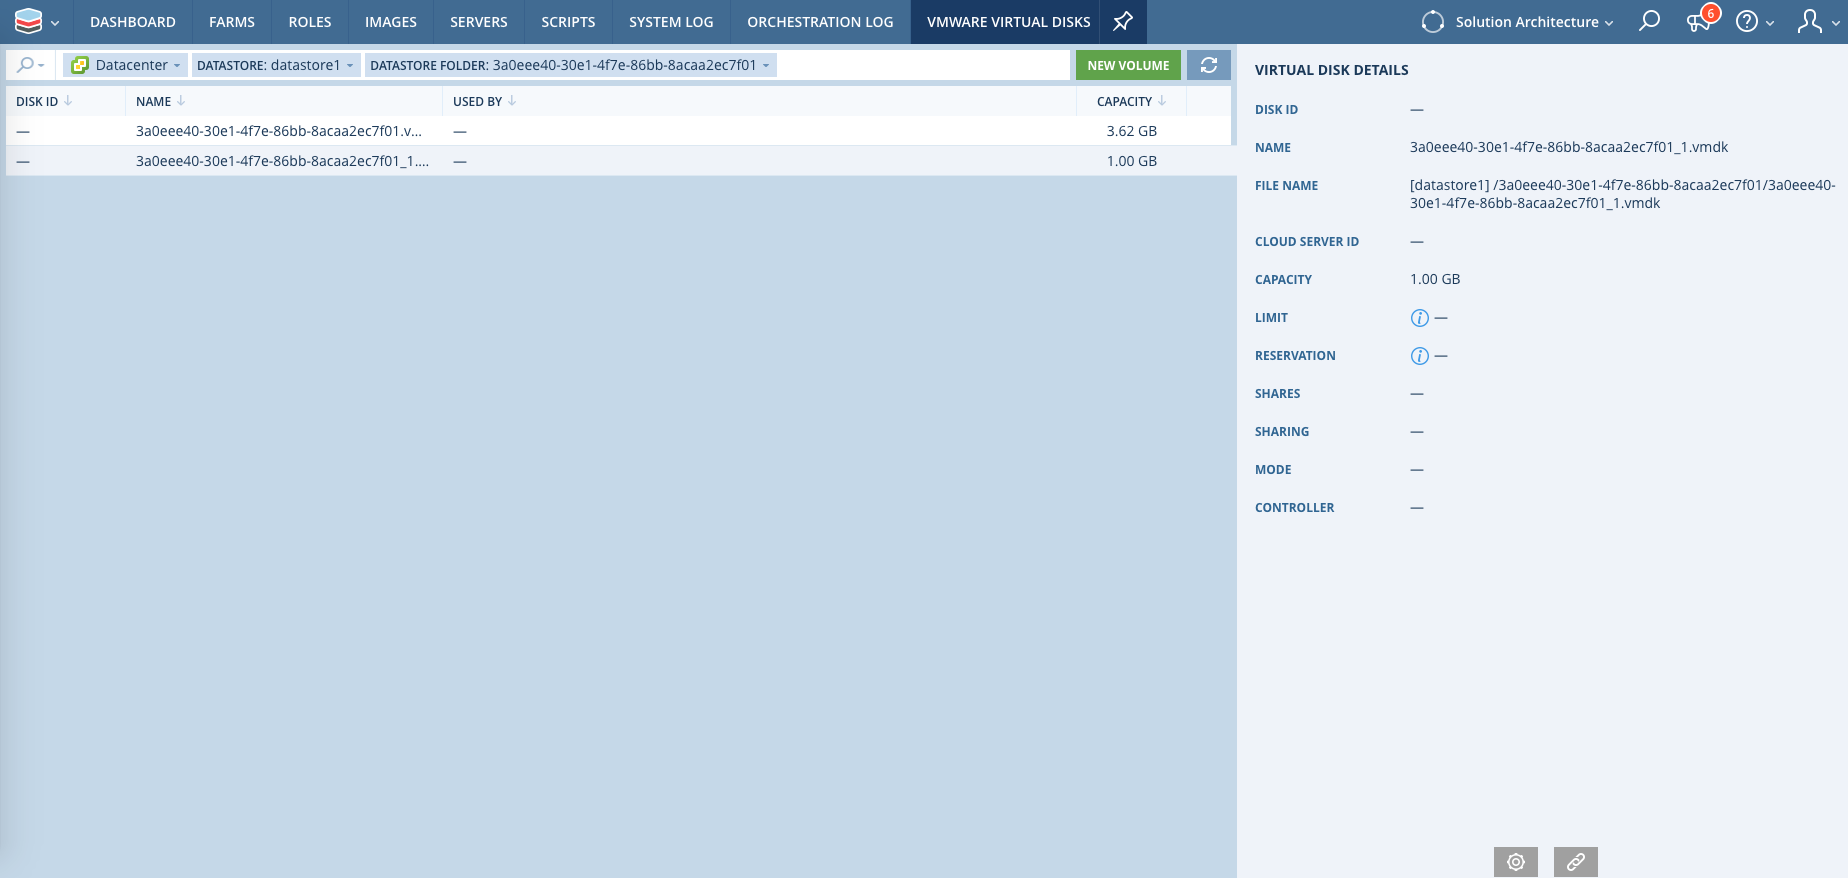 DASHBOARD FARMS ROLES IMAGES SERVERS SCRIPTS SYSTEM LOG ORCHESTRATION LOG VMWARE VIRTUAL DISKS Solution Architecture 6
Datacenter DATASTORE: datastore1 DATASTORE FOLDER: 3a0eee40-30e1-4f7e-86bb-8acaa2ec7f01 NEW VOLUME
DISK ID NAME USED BY CAPACITY
— 3a0eee40-30e1-4f7e-86bb-8acaa2ec7f01.v... — 3.62 GB
— 3a0eee40-30e1-4f7e-86bb-8acaa2ec7f01_1.... — 1.00 GB
VIRTUAL DISK DETAILS
DISK ID —
NAME 3a0eee40-30e1-4f7e-86bb-8acaa2ec7f01_1.vmdk
FILE NAME [datastore1] /3a0eee40-30e1-4f7e-86bb-8acaa2ec7f01/3a0eee40-
30e1-4f7e-86bb-8acaa2ec7f01_1.vmdk
CLOUD SERVER ID —
CAPACITY 1.00 GB
LIMIT i —
RESERVATION i —
SHARES —
SHARING —
MODE —
CONTROLLER —